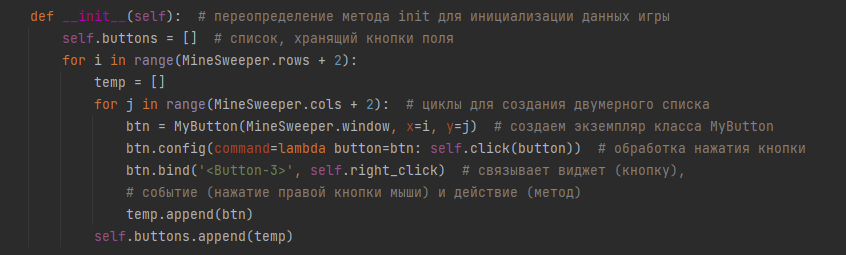 def __init__(self):  # переопределение метода init для инициализации данных игры
    self.buttons = []  # список, хранящий кнопки поля
    for i in range(MineSweeper.rows + 2):
        temp = []
        for j in range(MineSweeper.cols + 2):  # циклы для создания двумерного списка
            btn = MyButton(MineSweeper.window, x=i, y=j)  # создаем экземпляр класса MyButton
            btn.config(command=lambda button=btn: self.click(button))  # обработка нажатия кнопки
            btn.bind('<Button-3>', self.right_click)  # связывает виджет (кнопку),
            # событие (нажатие правой кнопки мыши) и действие (метод)
            temp.append(btn)
        self.buttons.append(temp)